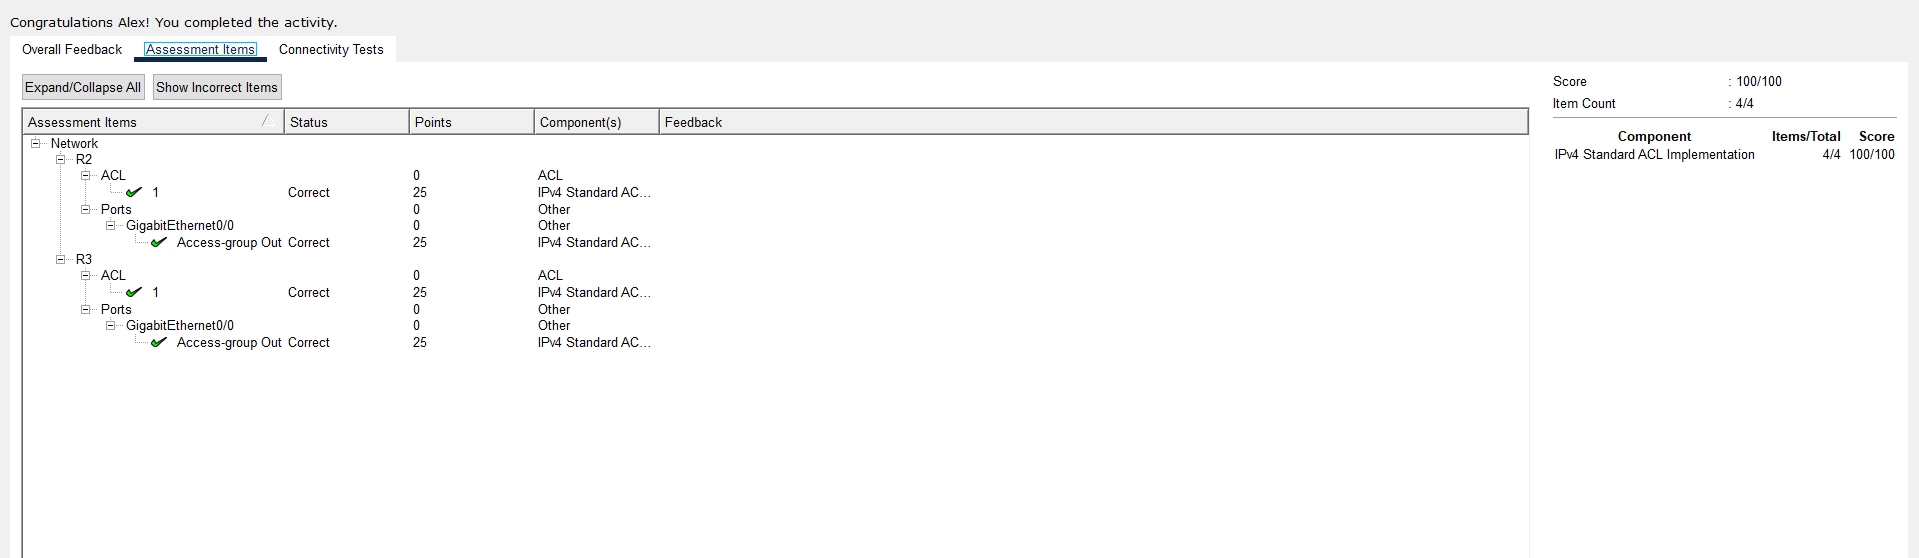 Congratulations Alex! You completed the activity.
Overall Feedback Assessment Items Connectivity Tests
Expand/Collapse All Show Incorrect Items
Assessment Items Status Points Component(s) Feedback
Network
R2
ACL 0 ACL
1 Correct 25 IPv4 Standard AC...
Ports 0 Other
GigabitEthernet0/0 0 Other
Access-group Out Correct 25 IPv4 Standard AC...
R3
ACL 0 ACL
1 Correct 25 IPv4 Standard AC...
Ports 0 Other
GigabitEthernet0/0 0 Other
Access-group Out Correct 25 IPv4 Standard AC...
Score : 100/100
Item Count : 4/4
Component Items/Total Score
IPv4 Standard ACL Implementation 4/4 100/100